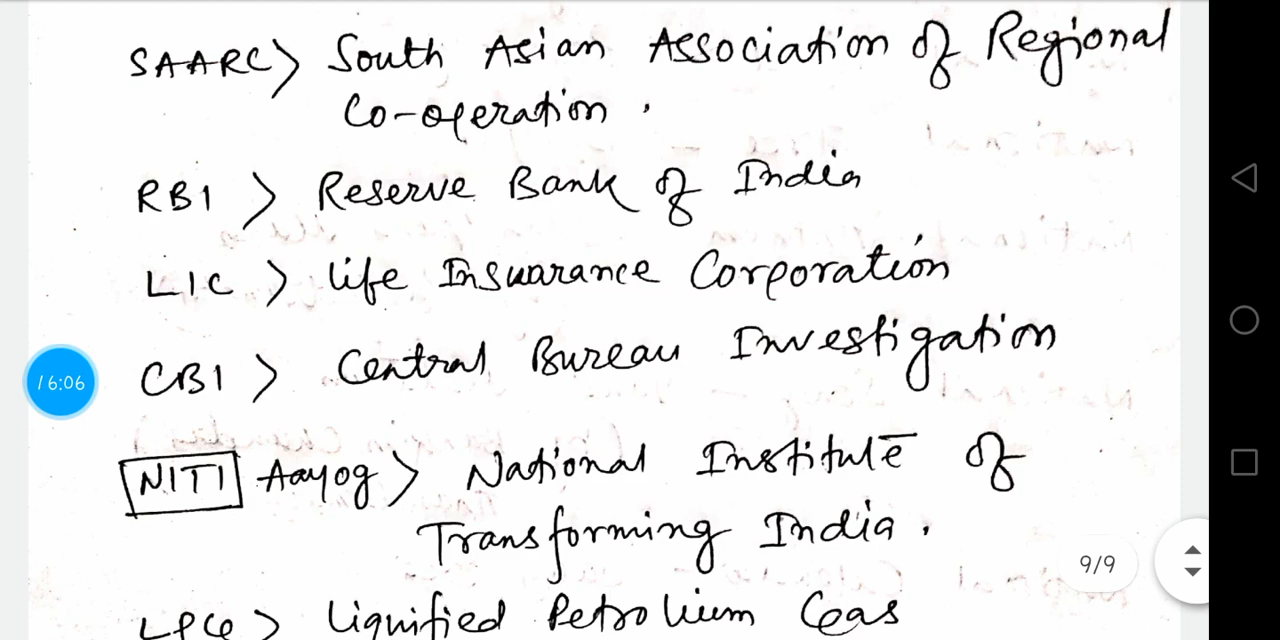 SAARC > South Asian Association of Regional
Co-operation.
RBI > Reserve Bank of India
LIC > Life Insuarance Corporation
CBI > Central Bureau Investigation
16:06
NITI Aayog > National Institute of
Transforming India.
9/9
LPG > Liqnified Petrolium Gas